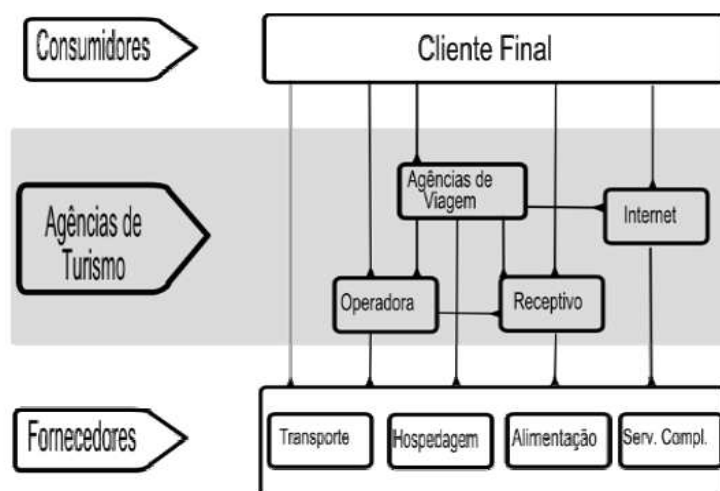 Consumidores
Cliente Final
Agências de
Turismo
Agências de
Viagem
Internet
Operadora
Receptivo
Fornecedores
Transporte
Hospedagem
Alimentação
Serv. Compl.